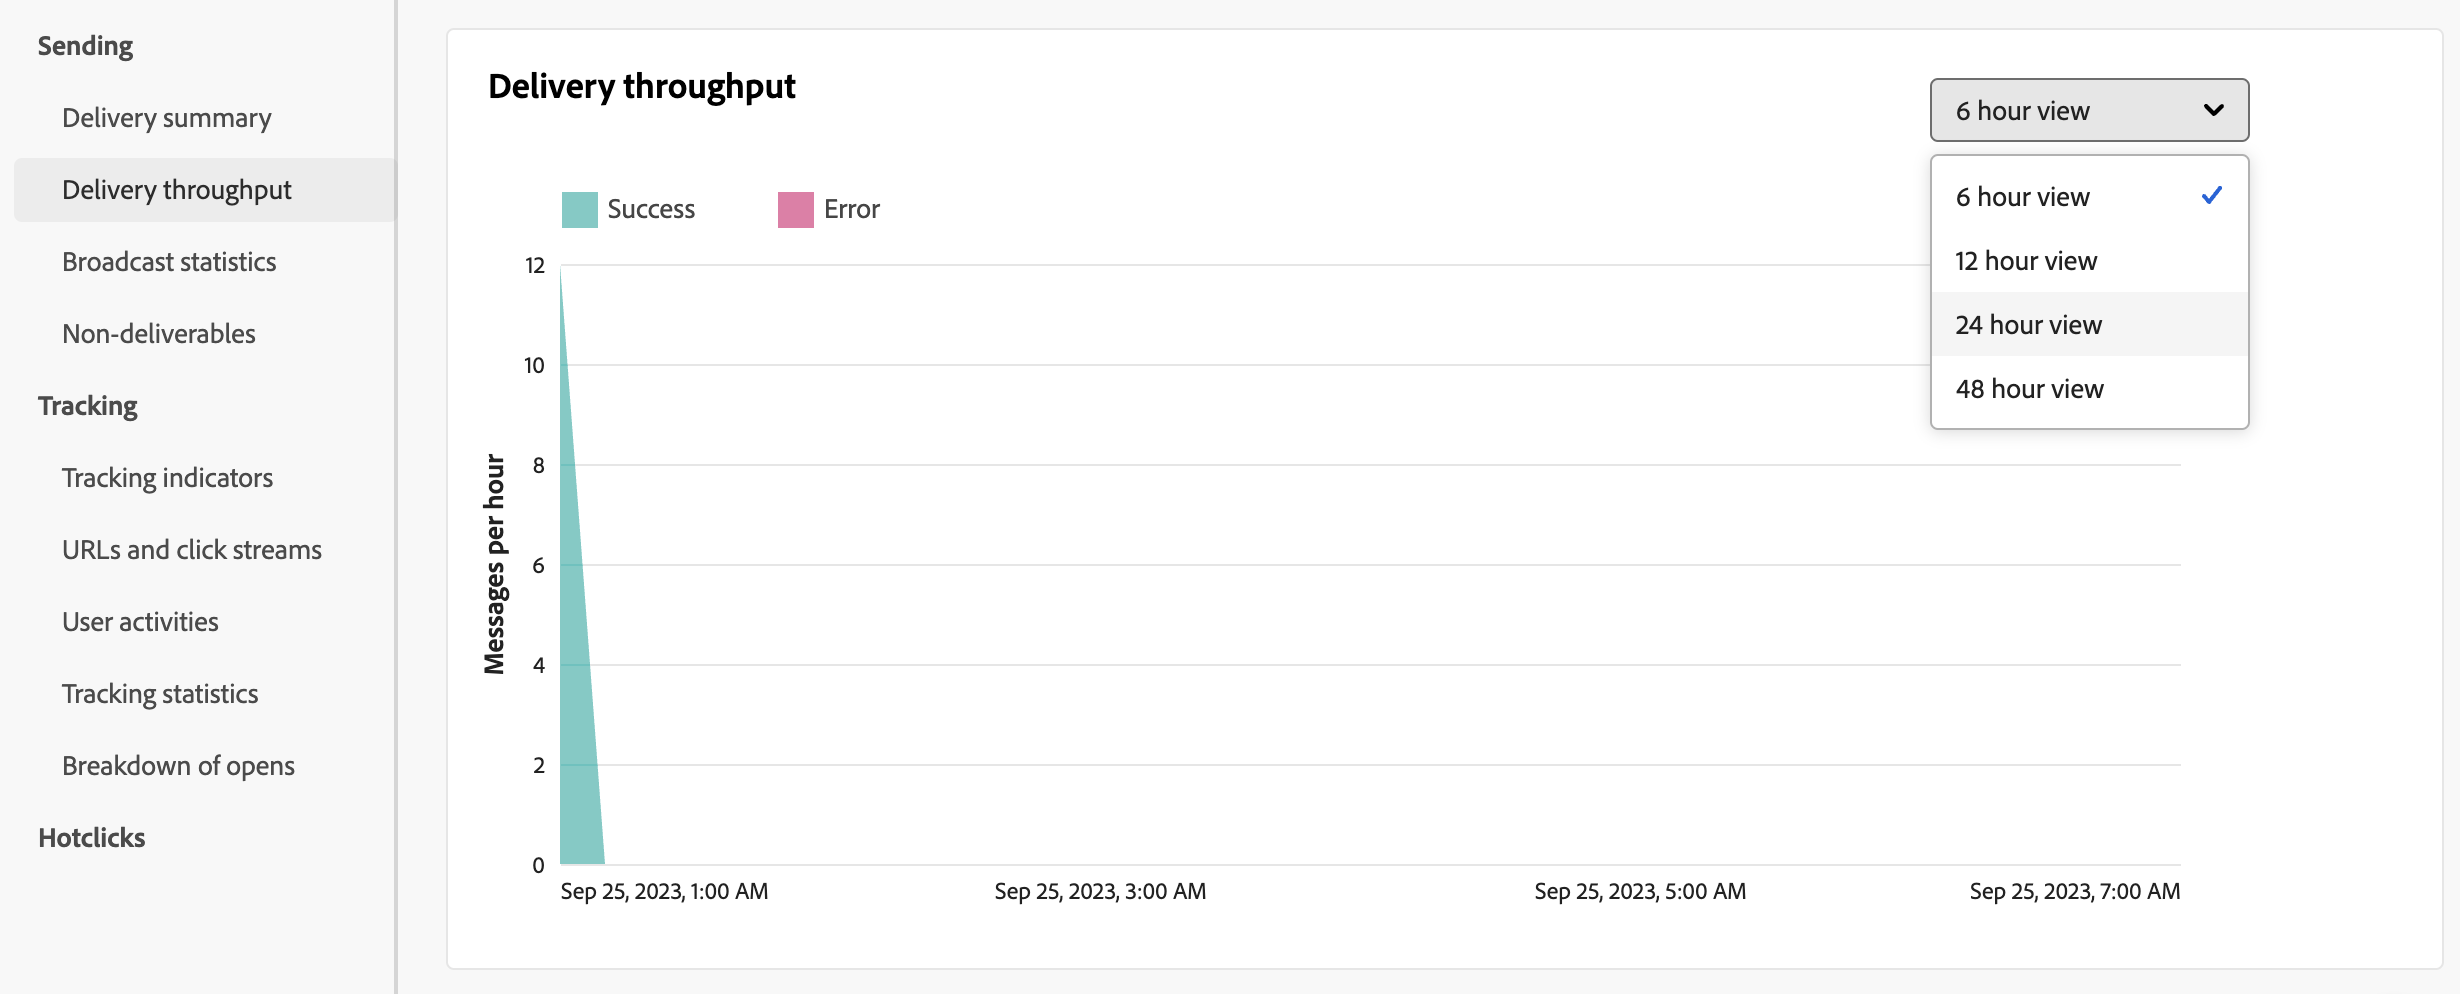 Sending
Delivery summary
Delivery throughput
Broadcast statistics
Non-deliverables
Tracking
Tracking indicators
URLs and click streams
User activities
Tracking statistics
Breakdown of opens
Hotclicks
Delivery throughput
6 hour view
6 hour view
12 hour view
24 hour view
48 hour view
Success
Error
Messages per hour
12
10
8
6
4
2
0
Sep 25, 2023, 1:00 AM
Sep 25, 2023, 3:00 AM
Sep 25, 2023, 5:00 AM
Sep 25, 2023, 7:00 AM